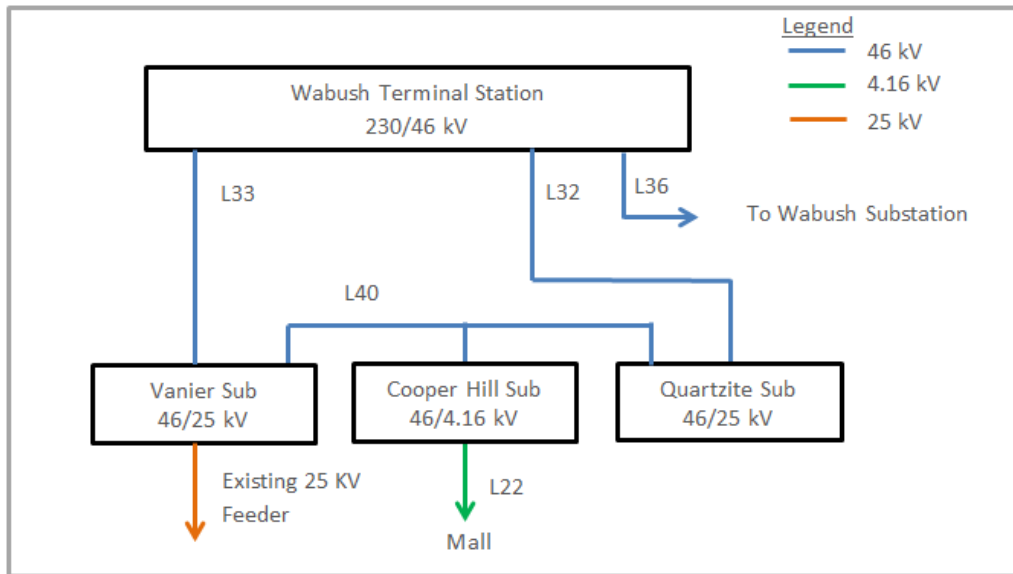 Legend
46 kV
4.16 kV
25 kV
Wabush Terminal Station
230/46 kV
L33
L32
L36
To Wabush Substation
L40
Vanier Sub
46/25 kV
Cooper Hill Sub
46/4.16 kV
Quartzite Sub
46/25 kV
Existing 25 KV
Feeder
L22
Mall